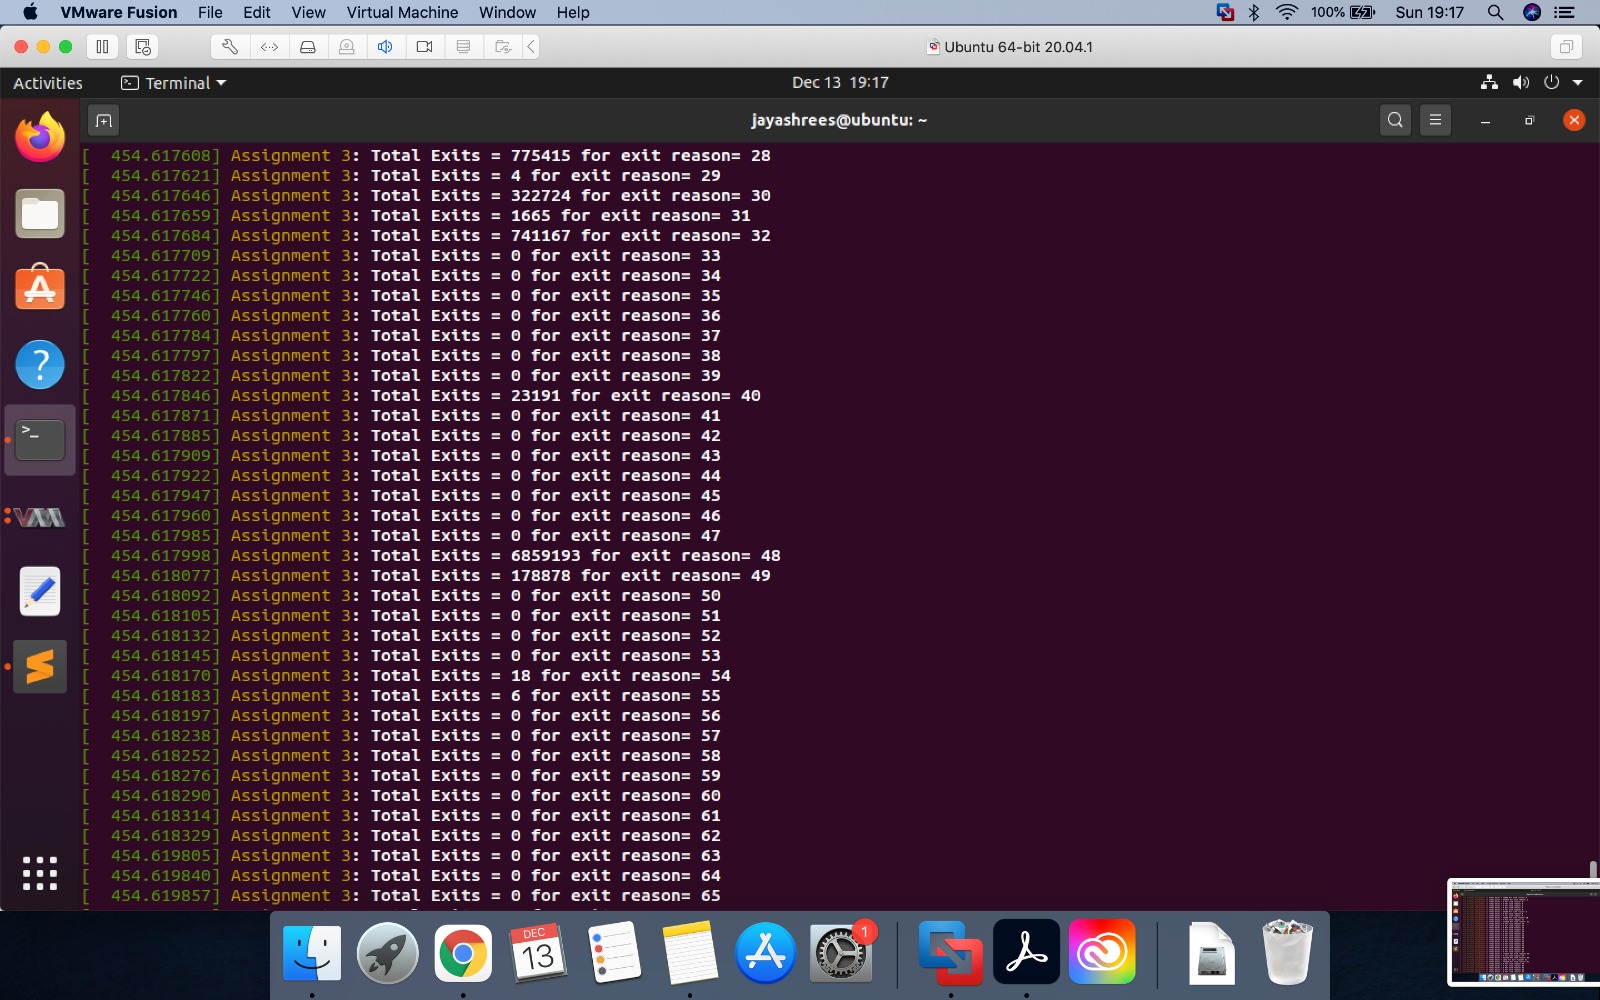 VMware Fusion File Edit View Virtual Machine Window Help 100% Sun 19:17
Ubuntu 64-bit 20.04.1
Activities Terminal Dec 13 19:17
jayashrees@ubuntu: ~
[ 454.617608] Assignment 3: Total Exits = 775415 for exit reason= 28
[ 454.617621] Assignment 3: Total Exits = 4 for exit reason= 29
[ 454.617646] Assignment 3: Total Exits = 322724 for exit reason= 30
[ 454.617659] Assignment 3: Total Exits = 1665 for exit reason= 31
[ 454.617684] Assignment 3: Total Exits = 741167 for exit reason= 32
[ 454.617709] Assignment 3: Total Exits = 0 for exit reason= 33
[ 454.617722] Assignment 3: Total Exits = 0 for exit reason= 34
[ 454.617746] Assignment 3: Total Exits = 0 for exit reason= 35
[ 454.617760] Assignment 3: Total Exits = 0 for exit reason= 36
[ 454.617784] Assignment 3: Total Exits = 0 for exit reason= 37
[ 454.617797] Assignment 3: Total Exits = 0 for exit reason= 38
[ 454.617822] Assignment 3: Total Exits = 0 for exit reason= 39
[ 454.617846] Assignment 3: Total Exits = 23191 for exit reason= 40
[ 454.617871] Assignment 3: Total Exits = 0 for exit reason= 41
[ 454.617885] Assignment 3: Total Exits = 0 for exit reason= 42
[ 454.617909] Assignment 3: Total Exits = 0 for exit reason= 43
[ 454.617922] Assignment 3: Total Exits = 0 for exit reason= 44
[ 454.617947] Assignment 3: Total Exits = 0 for exit reason= 45
[ 454.617960] Assignment 3: Total Exits = 0 for exit reason= 46
[ 454.617985] Assignment 3: Total Exits = 0 for exit reason= 47
[ 454.617998] Assignment 3: Total Exits = 6859193 for exit reason= 48
[ 454.618077] Assignment 3: Total Exits = 178878 for exit reason= 49
[ 454.618092] Assignment 3: Total Exits = 0 for exit reason= 50
[ 454.618105] Assignment 3: Total Exits = 0 for exit reason= 51
[ 454.618132] Assignment 3: Total Exits = 0 for exit reason= 52
[ 454.618145] Assignment 3: Total Exits = 0 for exit reason= 53
[ 454.618170] Assignment 3: Total Exits = 18 for exit reason= 54
[ 454.618183] Assignment 3: Total Exits = 6 for exit reason= 55
[ 454.618197] Assignment 3: Total Exits = 0 for exit reason= 56
[ 454.618238] Assignment 3: Total Exits = 0 for exit reason= 57
[ 454.618252] Assignment 3: Total Exits = 0 for exit reason= 58
[ 454.618276] Assignment 3: Total Exits = 0 for exit reason= 59
[ 454.618290] Assignment 3: Total Exits = 0 for exit reason= 60
[ 454.618314] Assignment 3: Total Exits = 0 for exit reason= 61
[ 454.618329] Assignment 3: Total Exits = 0 for exit reason= 62
[ 454.619805] Assignment 3: Total Exits = 0 for exit reason= 63
[ 454.619840] Assignment 3: Total Exits = 0 for exit reason= 64
[ 454.619857] Assignment 3: Total Exits = 0 for exit reason= 65
DEC
13
1